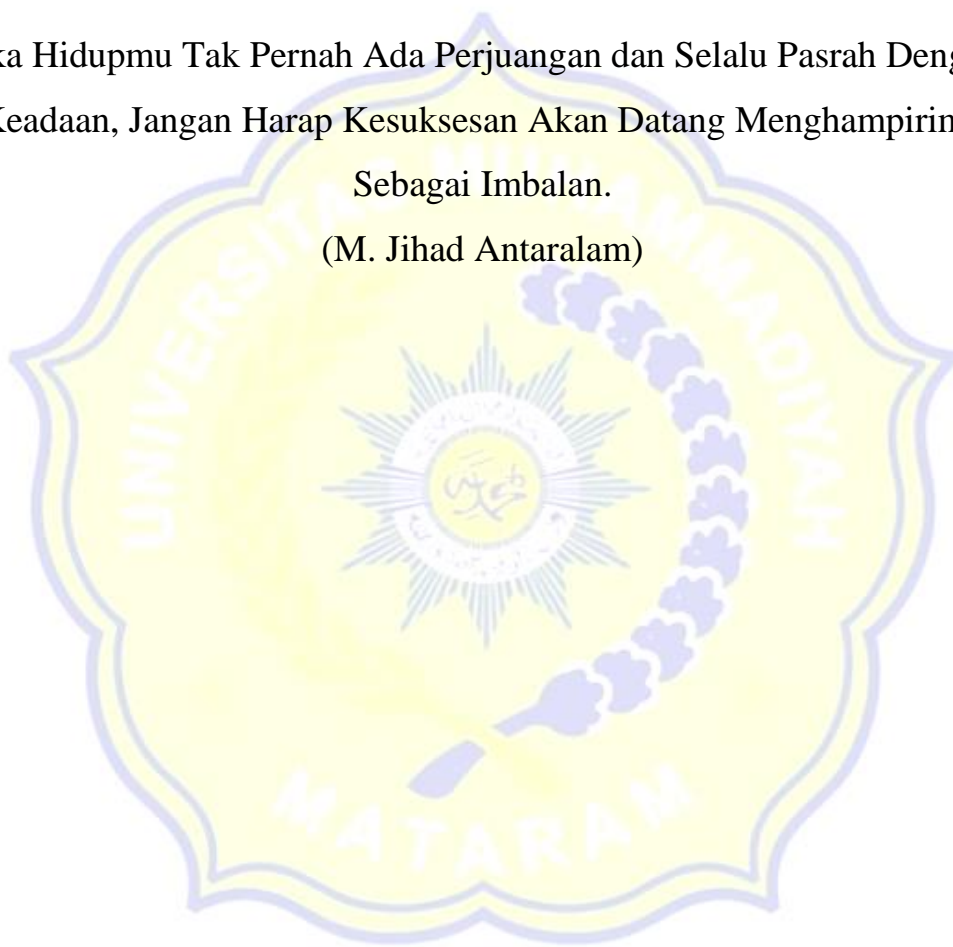 ka Hidupmu Tak Pernah Ada Perjuangan dan Selalu Pasrah Deng
Keadaan, Jangan Harap Kesuksesan Akan Datang Menghampirin
Sebagai Imbalan.
(M. Jihad Antaralam)
UNIVERSITAS MUHAMMADIYAH
MATARAM